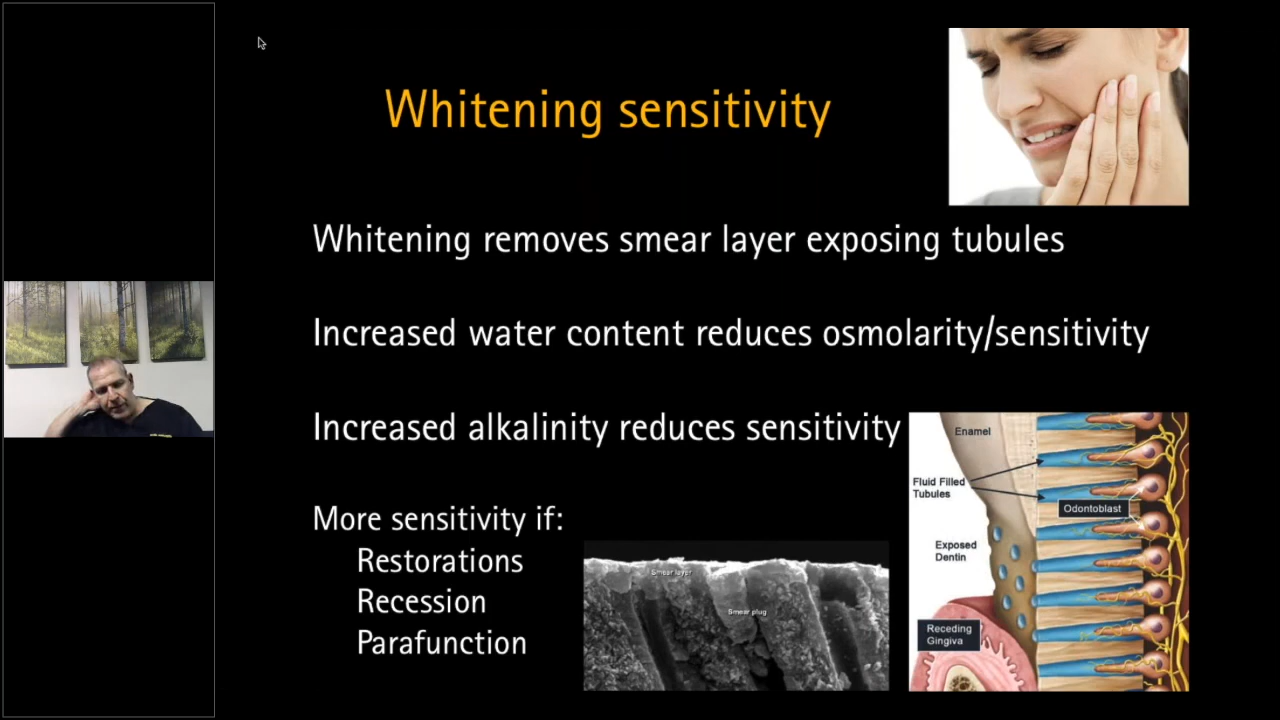 Whitening sensitivity
Whitening removes smear layer exposing tubules
Increased water content reduces osmolarity/sensitivity
Increased alkalinity reduces sensitivity
More sensitivity if:
Restorations
Recession
Parafunction
Smear layer
Smear plug
Enamel
Fluid Filled
Tubules
Odontoblast
Exposed
Dentin
Receding
Gingiva